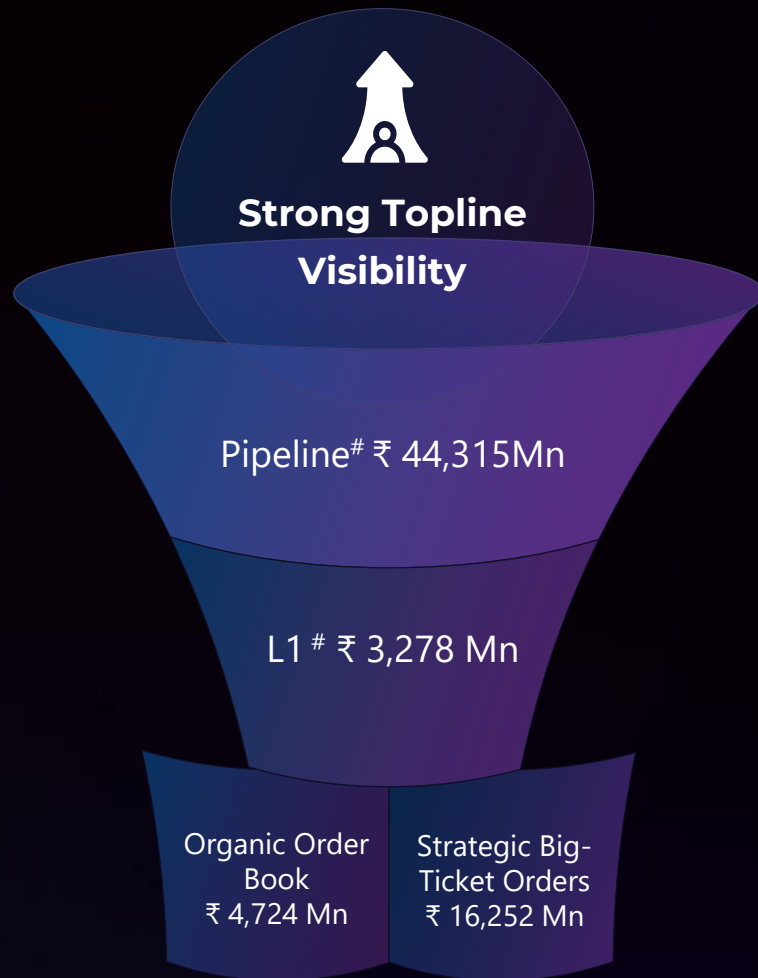 Strong Topline
Visibility
Pipeline# ₹ 44,315Mn
L1 # ₹ 3,278 Mn
Organic Order
Book
₹ 4,724 Mn
Strategic Big-
Ticket Orders
₹ 16,252 Mn